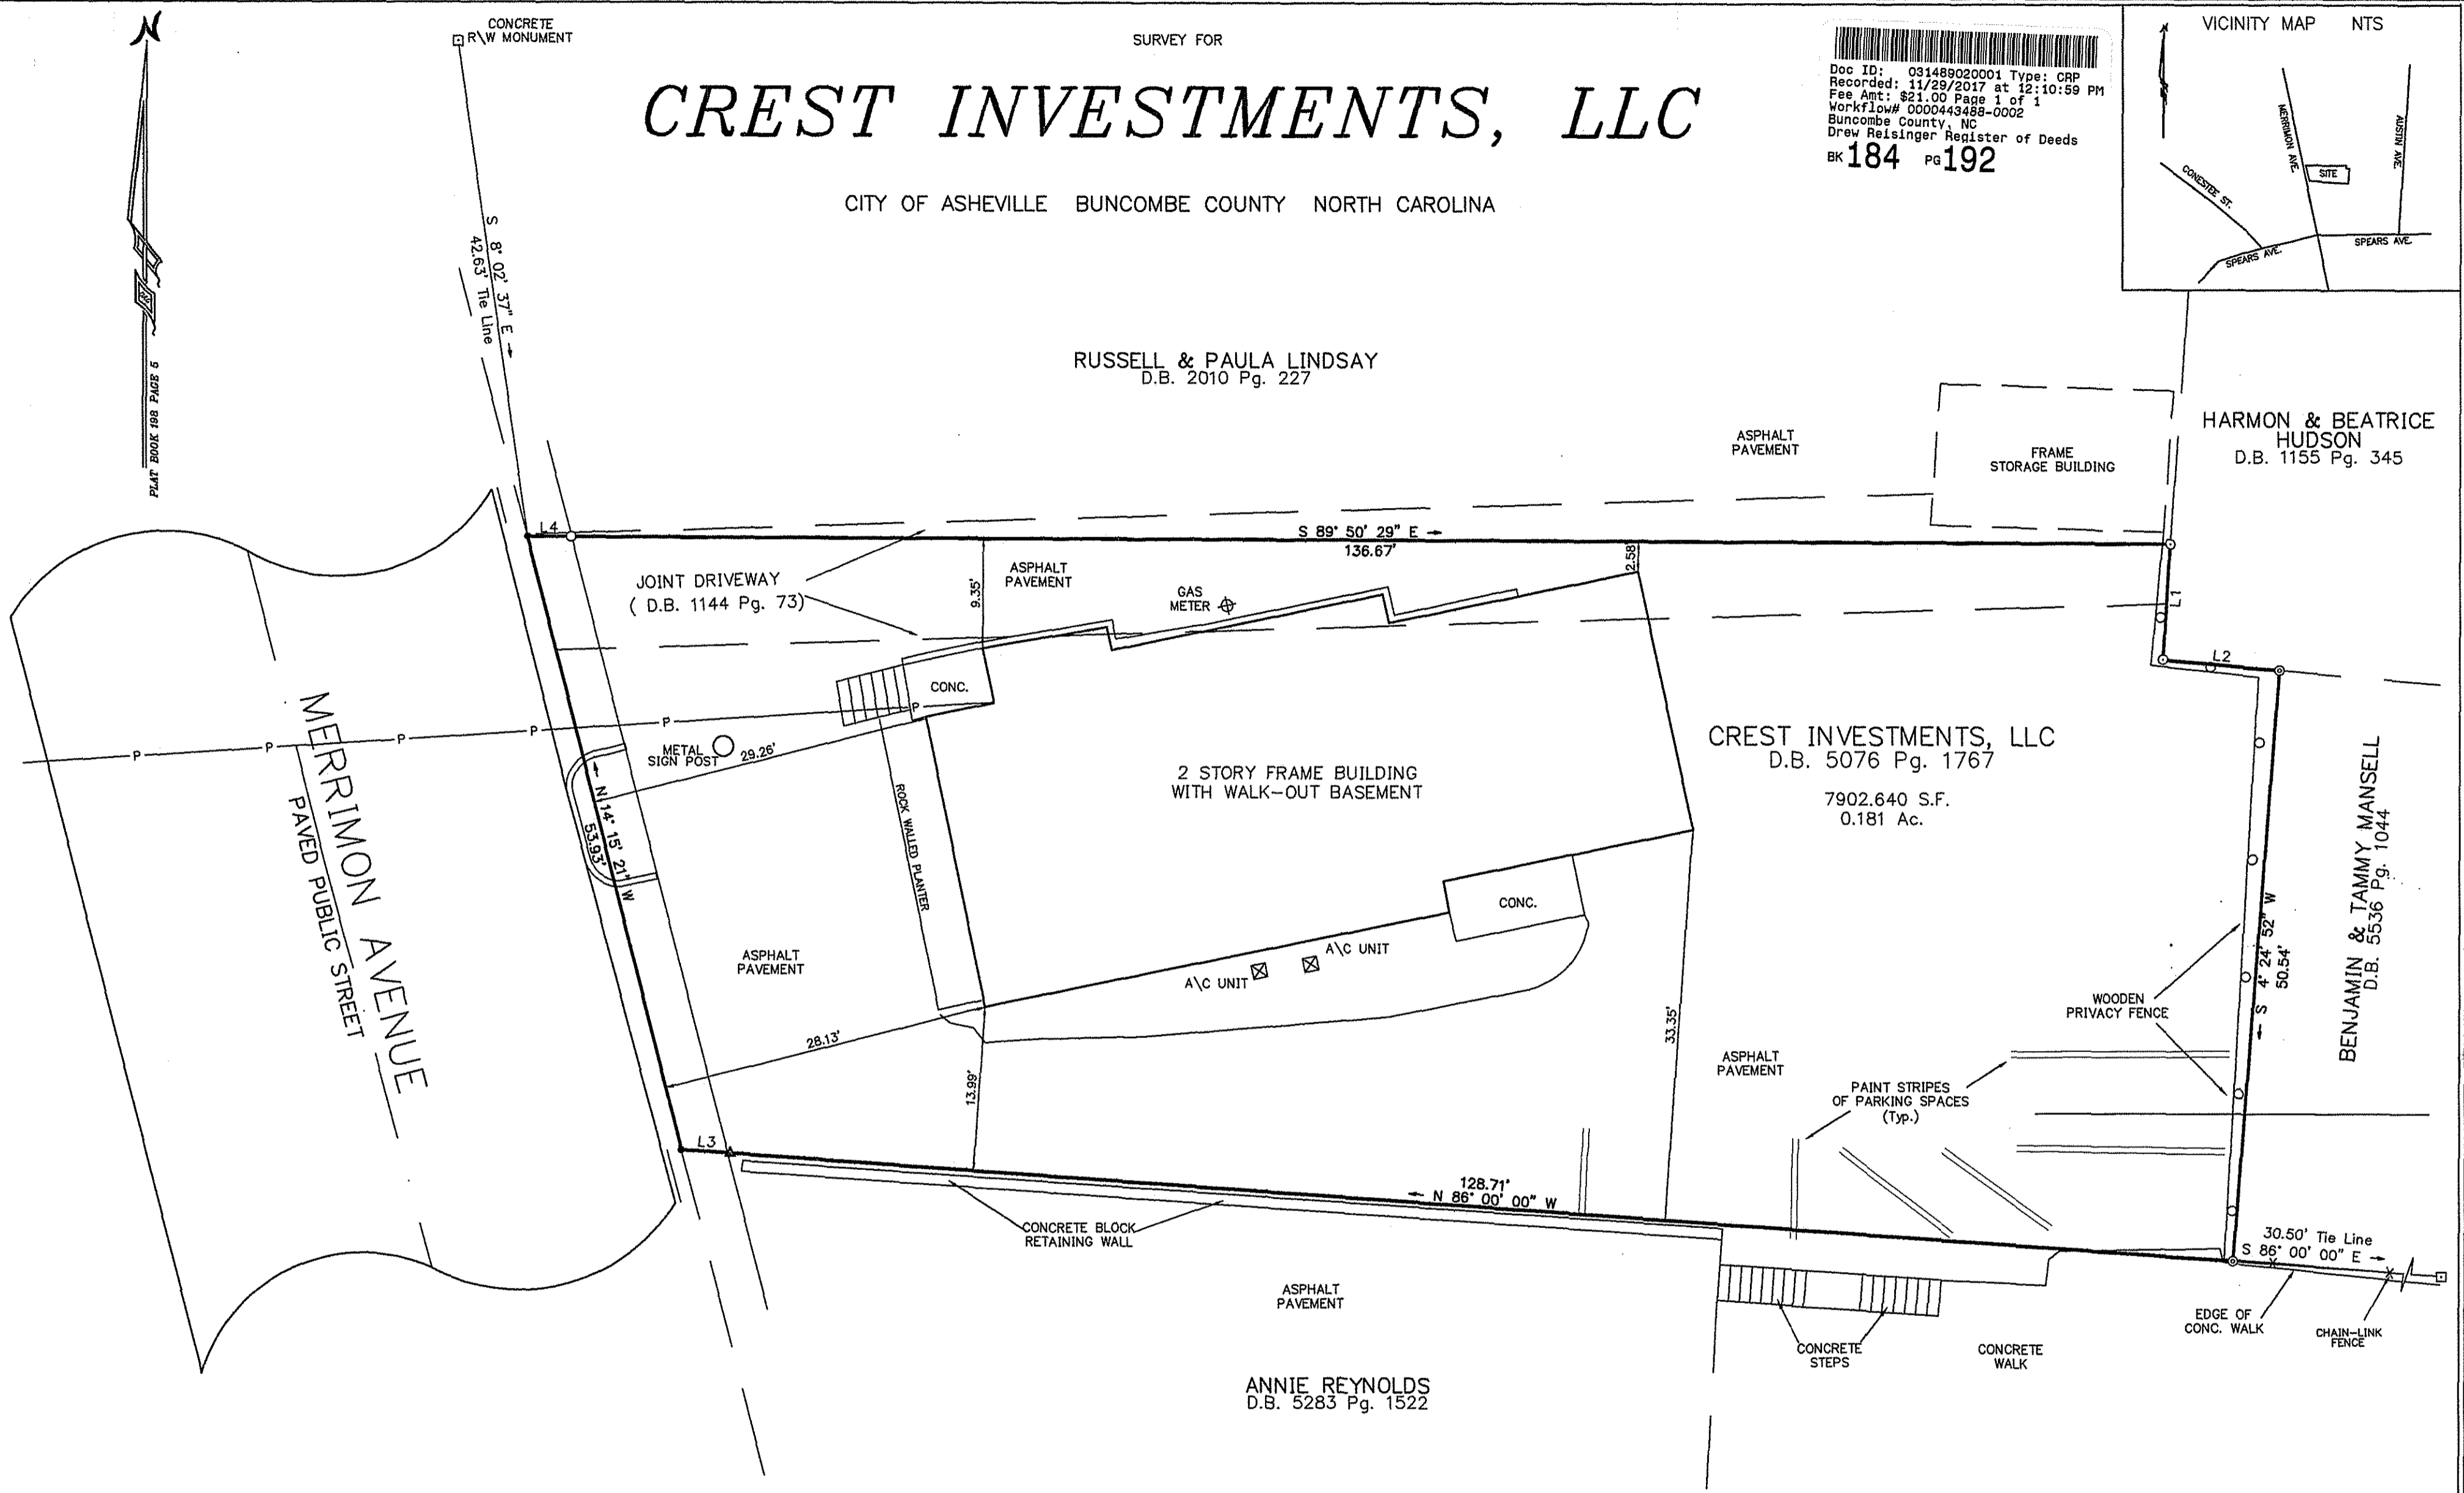 N
PLAT BOOK 198 PAGE 5
CONCRETE
R\W MONUMENT
S 8° 02' 37" E
42.63' Tie Line
SURVEY FOR
CREST INVESTMENTS, LLC
CITY OF ASHEVILLE BUNCOMBE COUNTY NORTH CAROLINA
Doc ID: 031489020001 Type: CRP
Recorded: 11/29/2017 at 12:10:59 PM
Fee Amt: $21.00 Page 1 of 1
Workflow# 0000443488-0002
Buncombe County, NC
Drew Reisinger Register of Deeds
BK 184 PG 192
VICINITY MAP NTS
MERRIMON AVE.
AUSTIN AVE.
SITE
CONESTEE ST.
SPEARS AVE.
SPEARS AVE.
RUSSELL & PAULA LINDSAY
D.B. 2010 Pg. 227
ASPHALT
PAVEMENT
FRAME
STORAGE BUILDING
HARMON & BEATRICE
HUDSON
D.B. 1155 Pg. 345
L4
S 89° 50' 29" E
136.67'
JOINT DRIVEWAY
( D.B. 1144 Pg. 73)
9.35'
ASPHALT
PAVEMENT
GAS
METER
2.58'
L1
L2
CONC.
P
P
P
P
P
P
METAL
SIGN POST
29.26'
MERRIMON AVENUE
PAVED PUBLIC STREET
N 14° 15' 21" W
53.93'
ROCK WALLED PLANTER
2 STORY FRAME BUILDING
WITH WALK-OUT BASEMENT
CREST INVESTMENTS, LLC
D.B. 5076 Pg. 1767
7902.640 S.F.
0.181 Ac.
BENJAMIN & TAMMY MANSELL
D.B. 5536 Pg. 1044
S 4° 24' 52" W
50.54'
CONC.
ASPHALT
PAVEMENT
A\C UNIT
A\C UNIT
28.13'
13.99'
33.35'
WOODEN
PRIVACY FENCE
ASPHALT
PAVEMENT
PAINT STRIPES
OF PARKING SPACES
(Typ.)
L3
128.71'
N 86° 00' 00" W
CONCRETE BLOCK
RETAINING WALL
30.50' Tie Line
S 86° 00' 00" E
ASPHALT
PAVEMENT
EDGE OF
CONC. WALK
CHAIN-LINK
FENCE
CONCRETE
STEPS
CONCRETE
WALK
ANNIE REYNOLDS
D.B. 5283 Pg. 1522